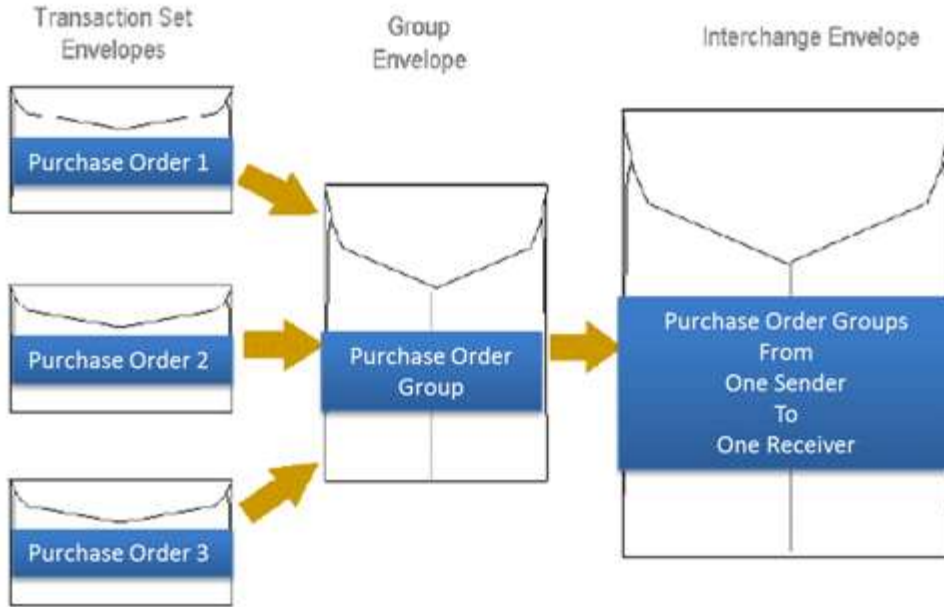 Transaction Set
Envelopes
Group
Envelope
Interchange Envelope
Purchase Order 1
Purchase Order 2
Purchase Order 3
Purchase Order
Group
Purchase Order Groups
From
One Sender
To
One Receiver